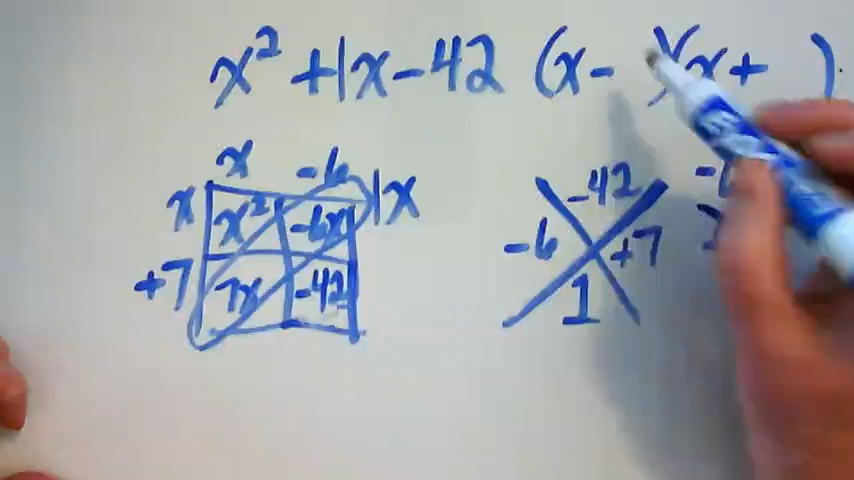 x² +1x - 42 (x -   )(x +   )
x -6
x x² -6x 1x
+7 7x -42
-42
-6 +7
1